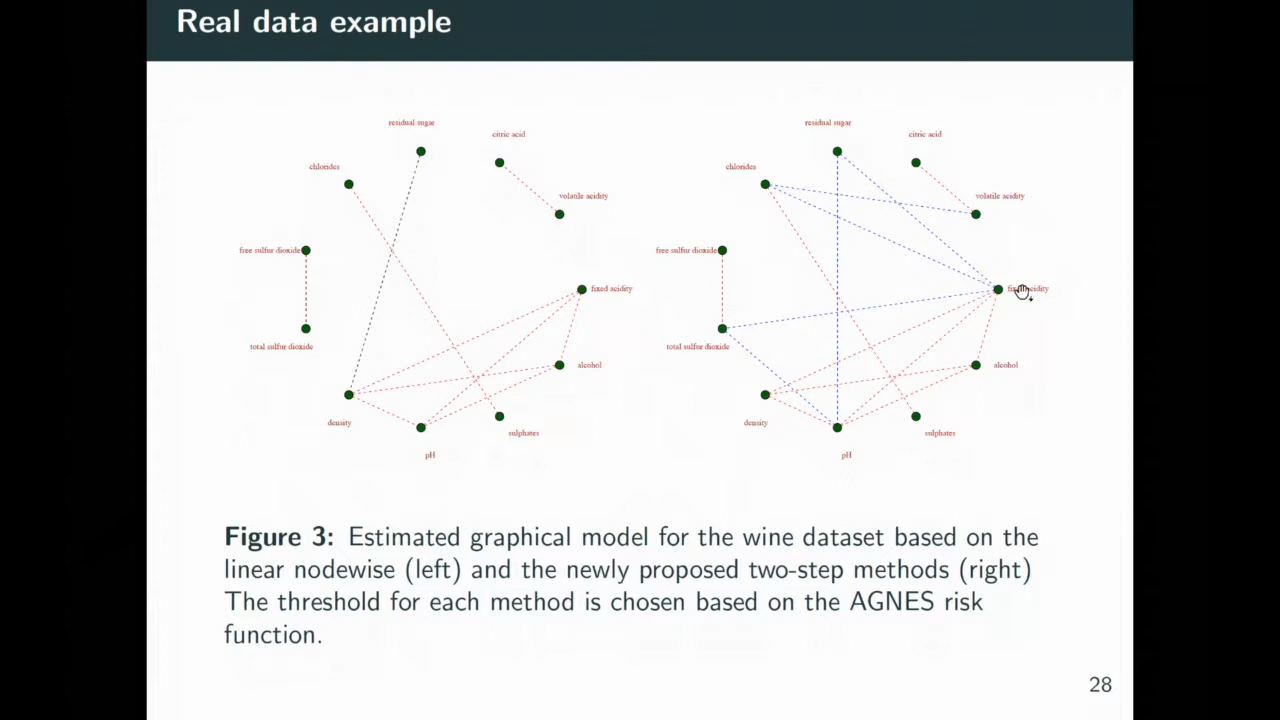 Real data example
residual sugar
citric acid
chlorides
volatile acidity
free sulfur dioxide
fixed acidity
total sulfur dioxide
alcohol
density
sulphates
pH
residual sugar
citric acid
chlorides
volatile acidity
free sulfur dioxide
total sulfur dioxide
alcohol
density
sulphates
pH
Figure 3: Estimated graphical model for the wine dataset based on the
linear nodewise (left) and the newly proposed two-step methods (right)
The threshold for each method is chosen based on the AGNES risk
function.
28